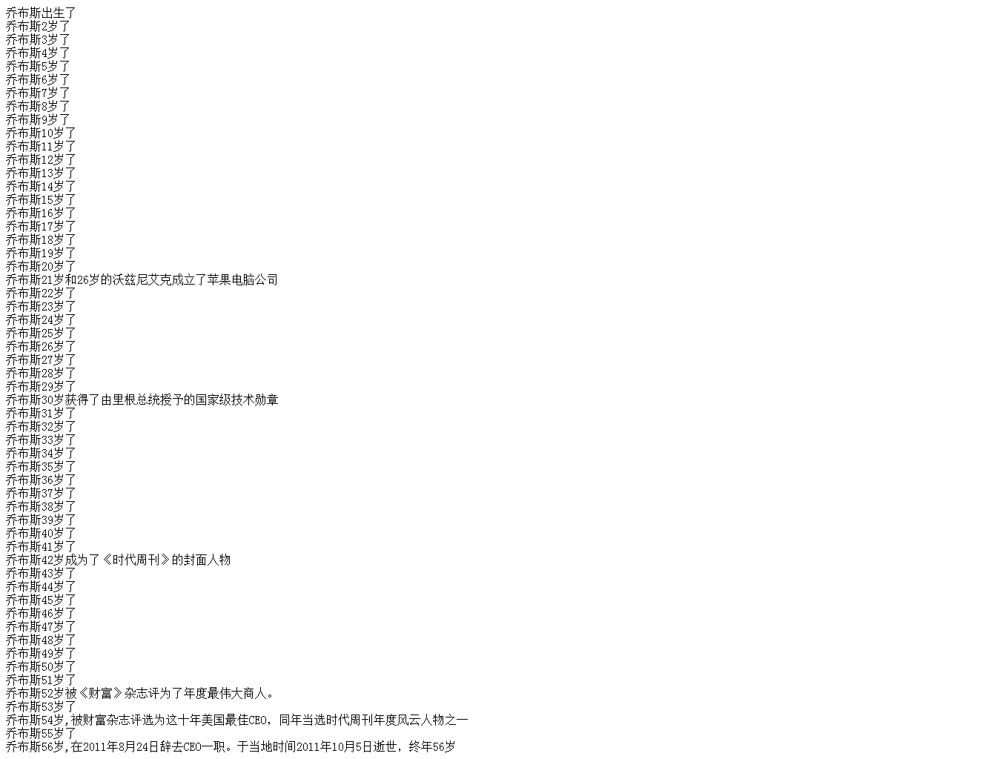 乔布斯出生了
乔布斯2岁了
乔布斯3岁了
乔布斯4岁了
乔布斯5岁了
乔布斯6岁了
乔布斯7岁了
乔布斯8岁了
乔布斯9岁了
乔布斯10岁了
乔布斯11岁了
乔布斯12岁了
乔布斯13岁了
乔布斯14岁了
乔布斯15岁了
乔布斯16岁了
乔布斯17岁了
乔布斯18岁了
乔布斯19岁了
乔布斯20岁了
乔布斯21岁和26岁的沃兹尼艾克成立了苹果电脑公司
乔布斯22岁了
乔布斯23岁了
乔布斯24岁了
乔布斯25岁了
乔布斯26岁了
乔布斯27岁了
乔布斯28岁了
乔布斯29岁了
乔布斯30岁获得了由里根总统授予的国家级技术勋章
乔布斯31岁了
乔布斯32岁了
乔布斯33岁了
乔布斯34岁了
乔布斯35岁了
乔布斯36岁了
乔布斯37岁了
乔布斯38岁了
乔布斯39岁了
乔布斯40岁了
乔布斯41岁了
乔布斯42岁成为了《时代周刊》的封面人物
乔布斯43岁了
乔布斯44岁了
乔布斯45岁了
乔布斯46岁了
乔布斯47岁了
乔布斯48岁了
乔布斯49岁了
乔布斯50岁了
乔布斯51岁了
乔布斯52岁被《财富》杂志评为了年度最伟大商人。
乔布斯53岁了
乔布斯54岁,被财富杂志评选为这十年美国最佳CEO，同年当选时代周刊年度风云人物之一
乔布斯55岁了
乔布斯56岁,在2011年8月24日辞去CEO一职。于当地时间2011年10月5日逝世，终年56岁